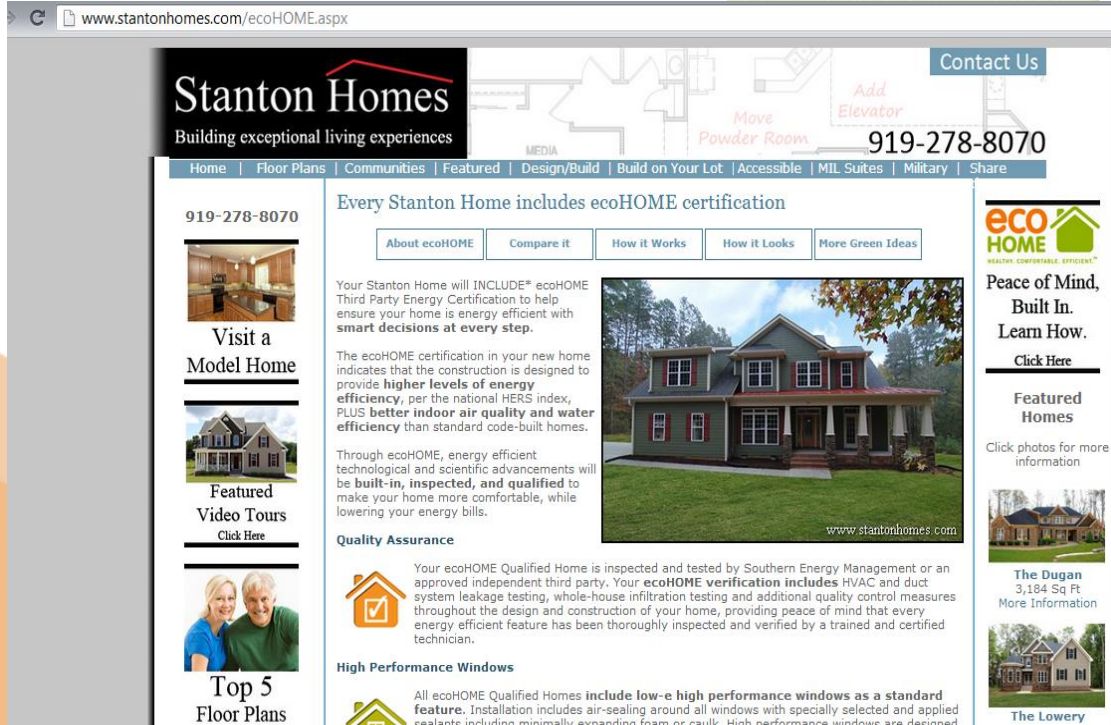 www.stantonhomes.com/ecoHOME.aspx
Contact Us
Stanton Homes
Building exceptional living experiences
MEDIA
Move
Powder Room
Add
Elevator
919-278-8070
Home | Floor Plans | Communities | Featured | Design/Build | Build on Your Lot | Accessible | MIL Suites | Military | Share
919-278-8070
Visit a
Model Home
Featured
Video Tours
Click Here
Top 5
Floor Plans
Every Stanton Home includes ecoHOME certification
About ecoHOME
Compare it
How it Works
How it Looks
More Green Ideas
Your Stanton Home will INCLUDE* ecoHOME
Third Party Energy Certification to help
ensure your home is energy efficient with
smart decisions at every step.
The ecoHOME certification in your new home
indicates that the construction is designed to
provide higher levels of energy
efficiency, per the national HERS index,
PLUS better indoor air quality and water
efficiency than standard code-built homes.
Through ecoHOME, energy efficient
technological and scientific advancements will
be built-in, inspected, and qualified to
make your home more comfortable, while
lowering your energy bills.
www.stantonhomes.com
Quality Assurance
Your ecoHOME Qualified Home is inspected and tested by Southern Energy Management or an
approved independent third party. Your ecoHOME verification includes HVAC and duct
system leakage testing, whole-house infiltration testing and additional quality control measures
throughout the design and construction of your home, providing peace of mind that every
energy efficient feature has been thoroughly inspected and verified by a trained and certified
technician.
High Performance Windows
All ecoHOME Qualified Homes include low-e high performance windows as a standard
feature. Installation includes air-sealing around all windows with specially selected and applied
sealants including minimally expanding foam or caulk. High performance windows are designed
eco
HOME
HEALTHY. COMFORTABLE. EFFICIENT.™
Peace of Mind,
Built In.
Learn How.
Click Here
Featured
Homes
Click photos for more
information
The Dugan
3,184 Sq Ft
More Information
The Lowery